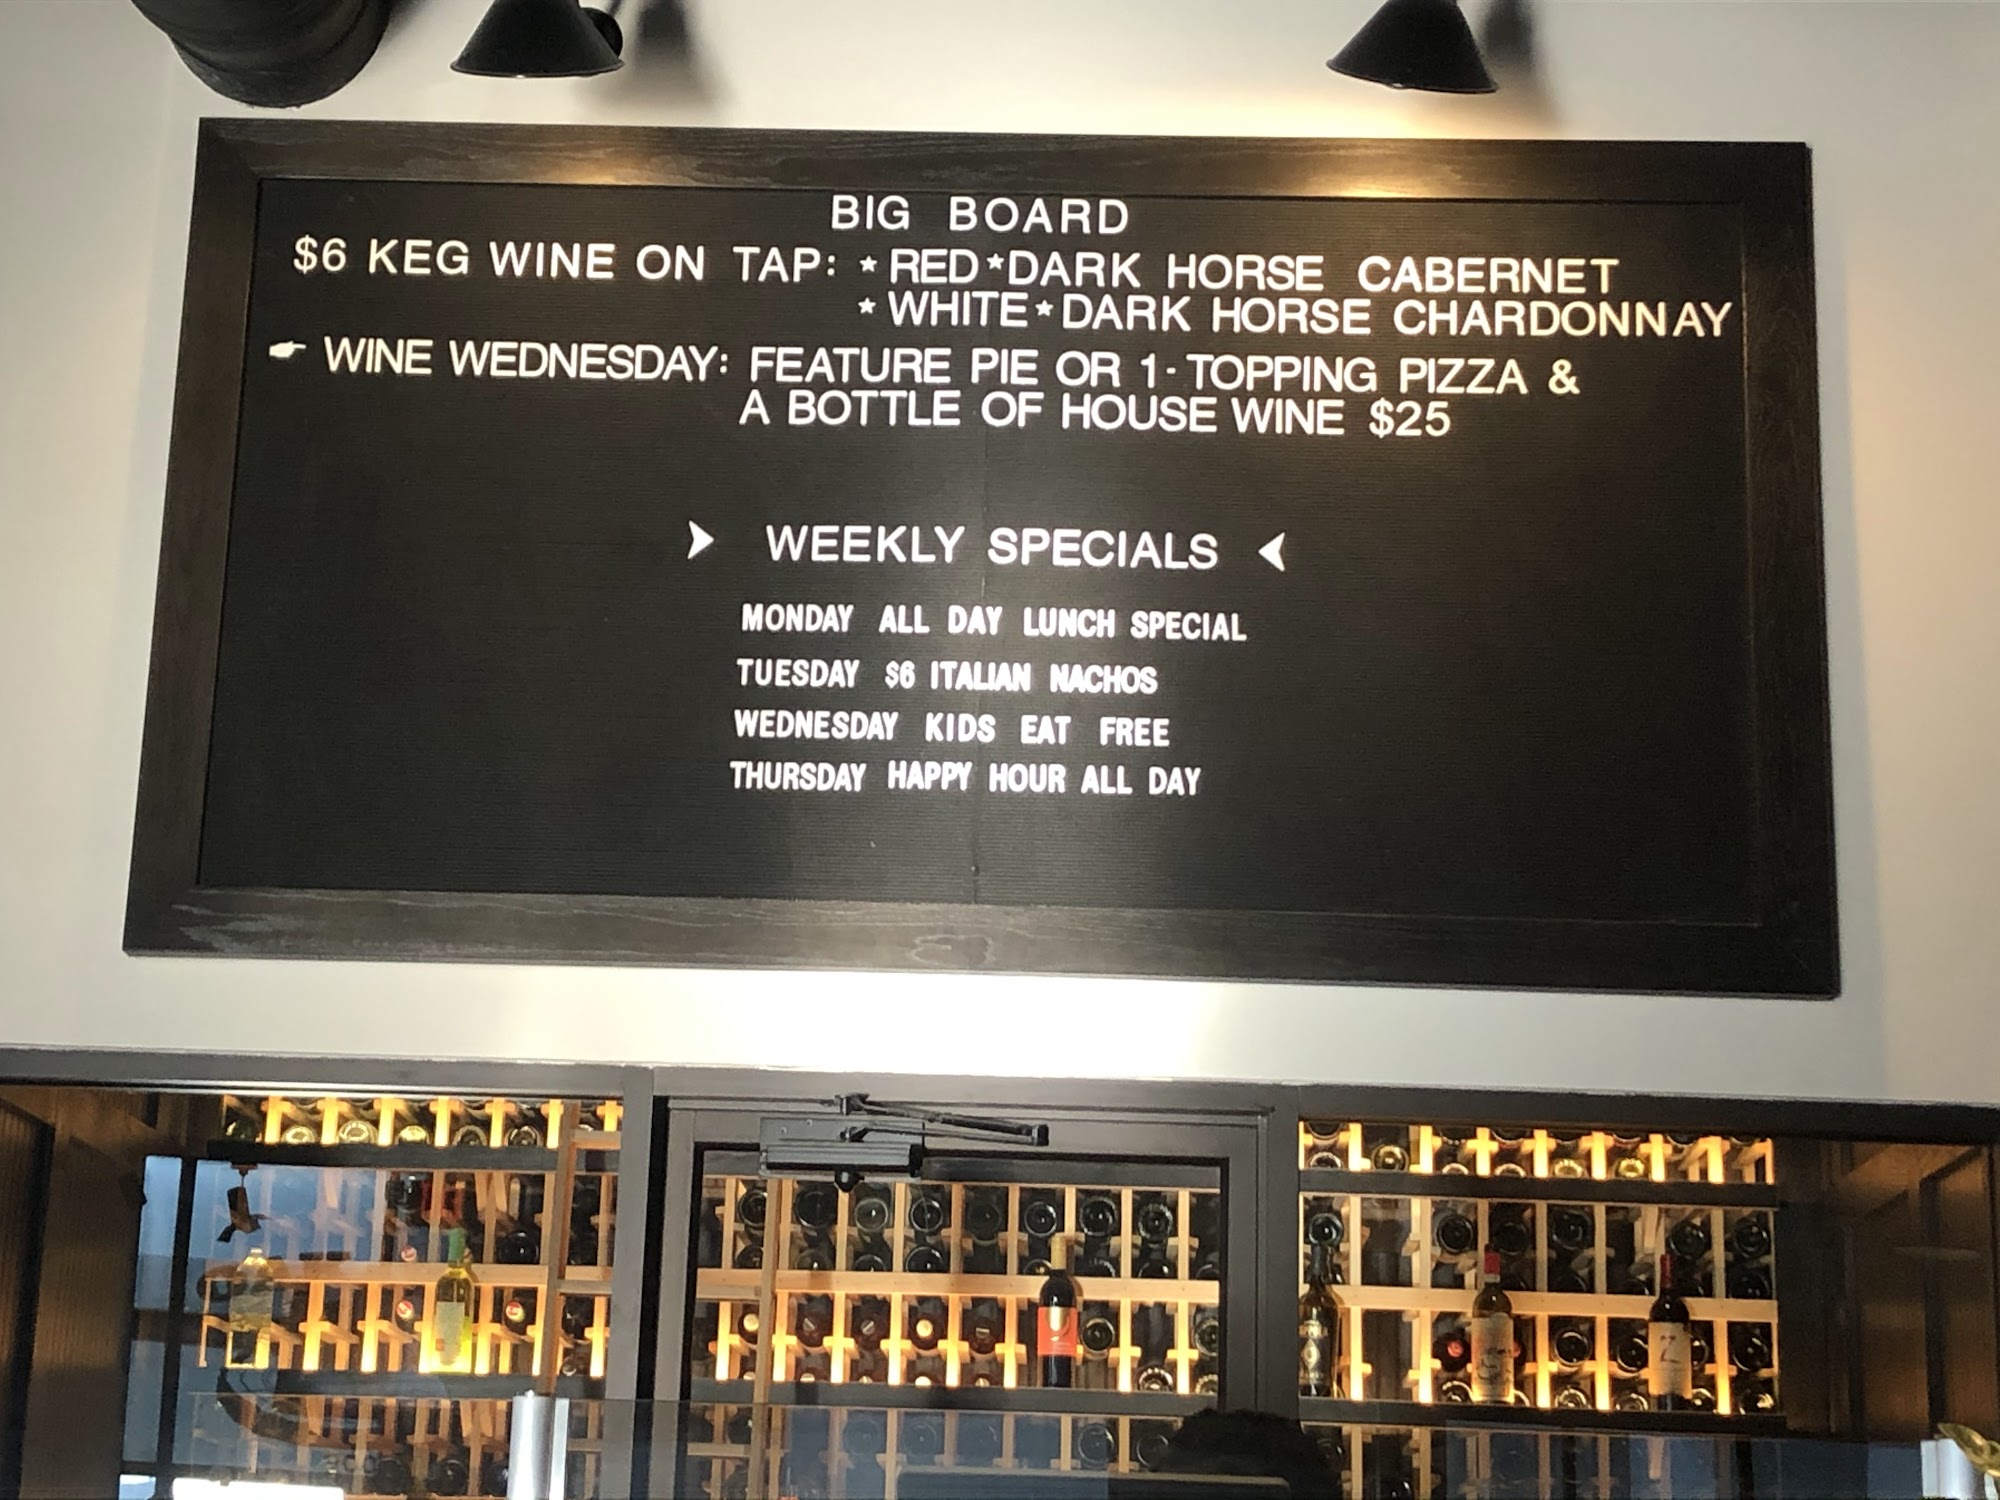 BIG BOARD
$6 KEG WINE ON TAP: *RED*DARK HORSE CABERNET
*WHITE*DARK HORSE CHARDONNAY
WINE WEDNESDAY: FEATURE PIE OR 1-TOPPING PIZZA &
A BOTTLE OF HOUSE WINE $25
WEEKLY SPECIALS
MONDAY ALL DAY LUNCH SPECIAL
TUESDAY $6 ITALIAN NACHOS
WEDNESDAY KIDS EAT FREE
THURSDAY HAPPY HOUR ALL DAY